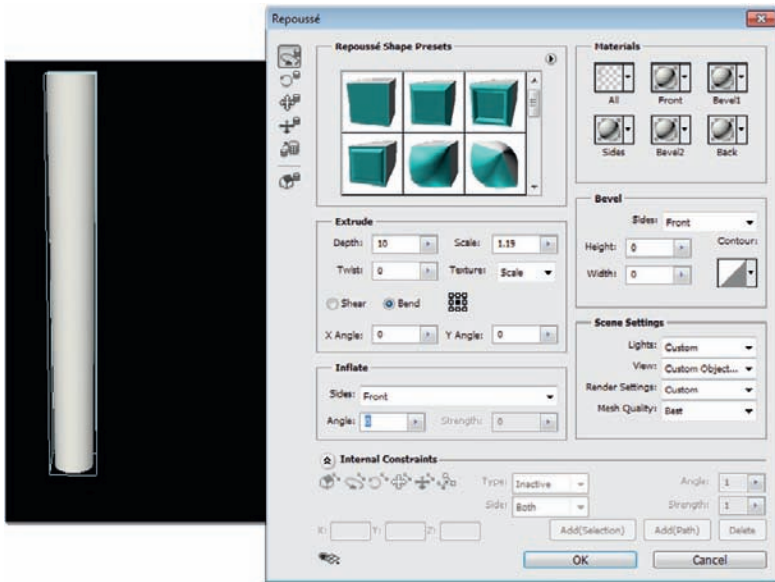 Repoussé
Repoussé Shape Presets
Materials
All
Front
Bevel1
Sides
Bevel2
Back
Extrude
Depth: 10
Scale: 1.19
Twist: 0
Texture: Scale
Shear
Bend
X Angle: 0
Y Angle: 0
Bevel
Sides: Front
Height: 0
Contour:
Width: 0
Inflate
Sides: Front
Angle: 0
Strength: 0
Scene Settings
Lights: Custom
View: Custom Object...
Render Settings: Custom
Mesh Quality: Best
Internal Constraints
Type: Inactive
Angle: 1
Side: Both
Strength: 1
X:
Y:
Z:
Add(Selection)
Add(Path)
Delete
OK
Cancel